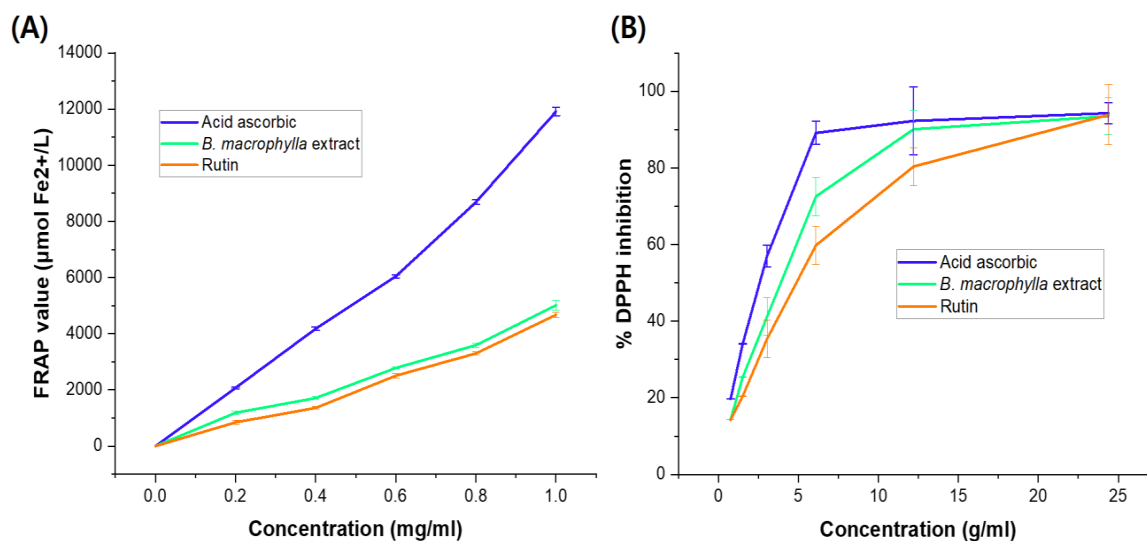 (A)
14000
12000
10000
8000
6000
4000
2000
0
FRAP value (µmol Fe2+/L)
Acid ascorbic
B. macrophylla extract
Rutin
0.0 0.2 0.4 0.6 0.8 1.0
Concentration (mg/ml)
(B)
100
80
60
40
20
0
% DPPH inhibition
Acid ascorbic
B. macrophylla extract
Rutin
0 5 10 15 20 25
Concentration (g/ml)